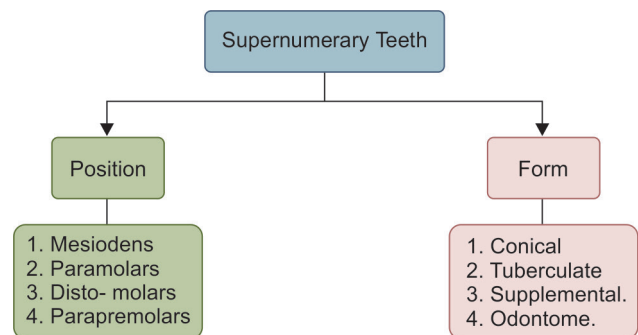 Supernumerary Teeth
Position
Form
1. Mesiodens
2. Paramolars
3. Disto- molars
4. Parapremolars
1. Conical
2. Tuberculate
3. Supplemental.
4. Odontome.